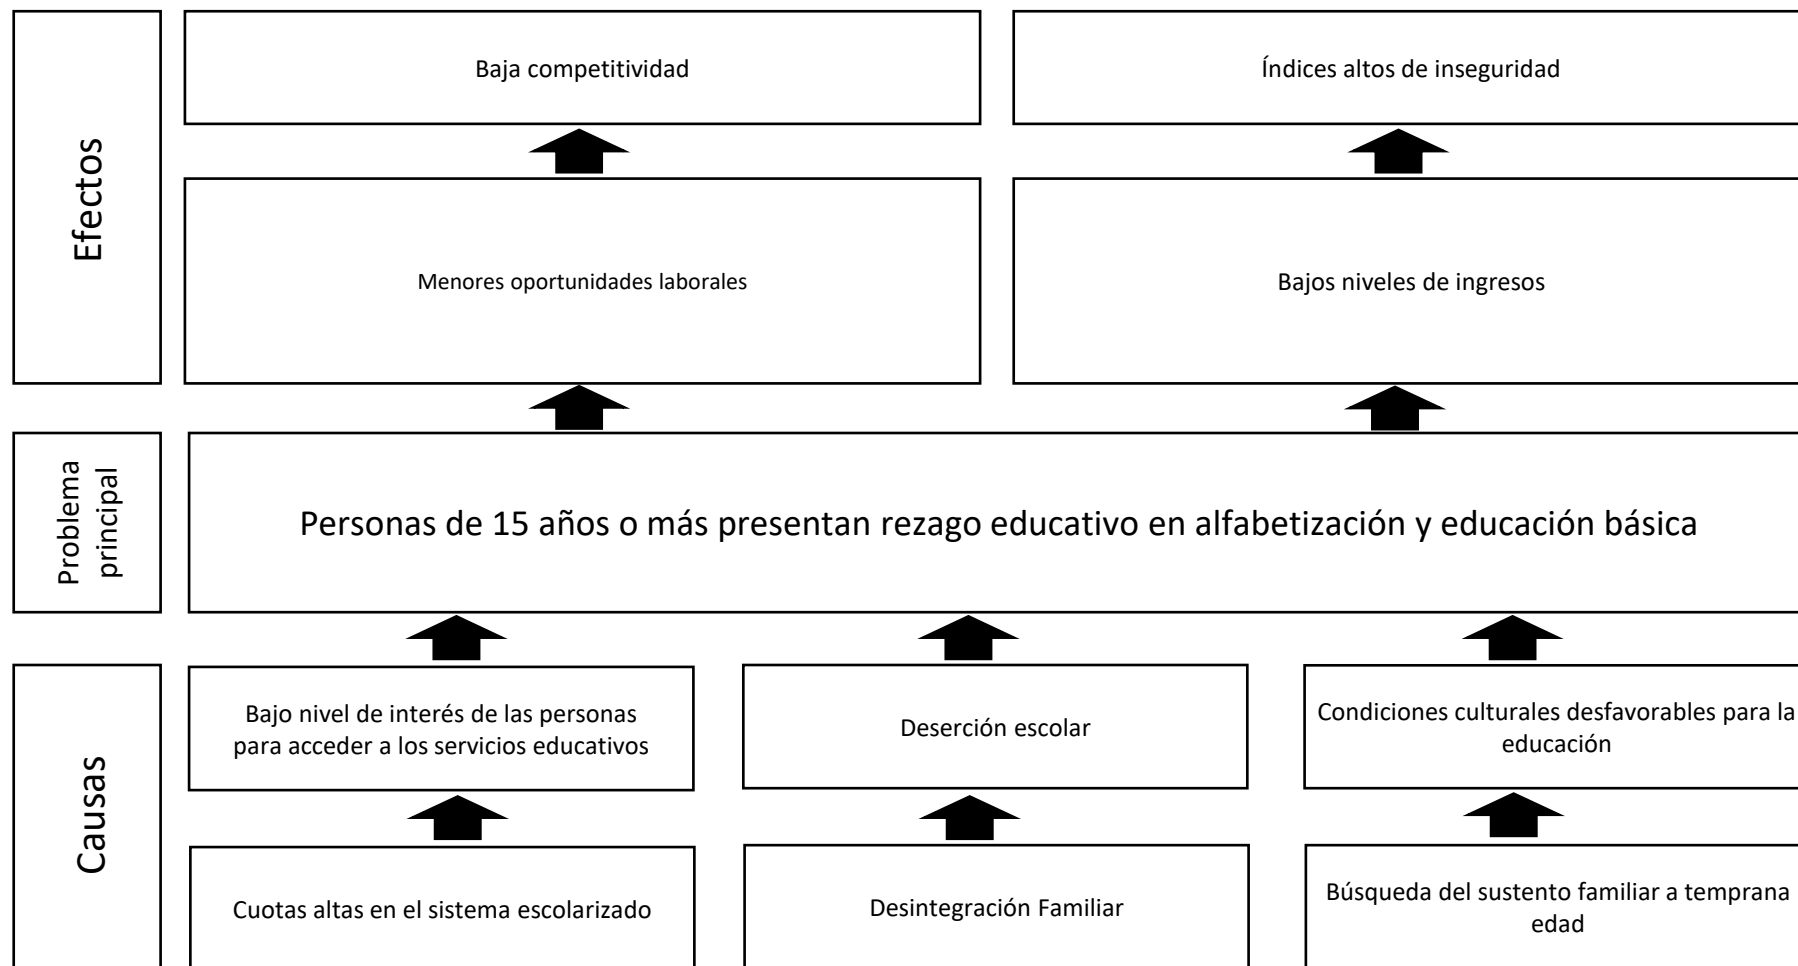 Efectos
Baja competitividad
Índices altos de inseguridad
Menores oportunidades laborales
Bajos niveles de ingresos
Problema
principal
Personas de 15 años o más presentan rezago educativo en alfabetización y educación básica
Causas
Bajo nivel de interés de las personas
para acceder a los servicios educativos
Deserción escolar
Condiciones culturales desfavorables para la
educación
Cuotas altas en el sistema escolarizado
Desintegración Familiar
Búsqueda del sustento familiar a temprana
edad